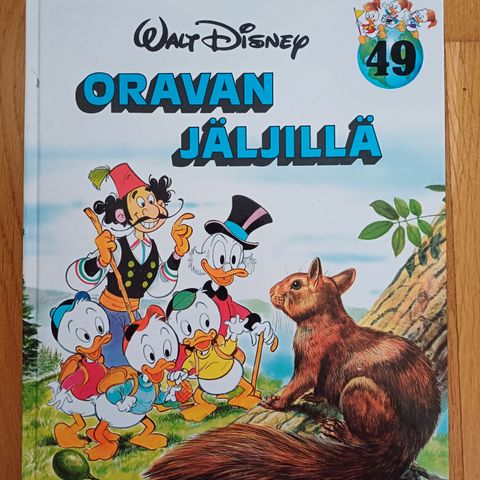 WALT DISNEY
49
ORAVAN
JÄLJILLÄ